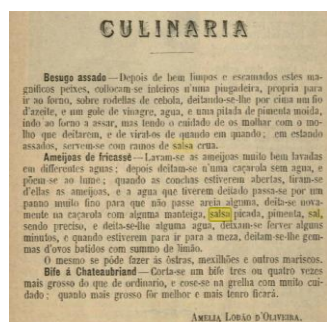 CULINARIA
Besugo assado — Depois de bem limpos e escamados estes ma-
gnificos peixes, collocam-se inteiros n'uma pingadeira, propria para
ir ao forno, sobre rodellas de cebola, deitando-se-lhe por cima um fio
d'azeite, e um gole de vinagre, agua, e uma pitada de pimenta moida,
indo ao forno a assar, mas tendo o cuidado de os molhar com o mo-
lho que deitarem, e de viral-os de quando em quando; em estando
assados, servem-se com ramos de salsa crua.
Ameijoas de fricassé — Lavam-se as ameijoas muito bem lavadas
em differentes aguas; depois deitam-se n'uma caçarola sem agua, e
põem-se ao lume; quando as conchas estiverem abertas, tiram-se
d'ellas as ameijoas, e a agua que tiverem deitado passa-se por um
panno muito fino para que não passe areia alguma, deita-se nova-
mente na caçarola com alguma manteiga, salsa picada, pimenta, sal,
sendo preciso, e deita-se-lhe alguma agua, deixam-se ferver alguns
minutos, e quando estiverem para ir para a meza, deitam-se-lhe gem-
mas d'ovos batidos com summo de limão.
O mesmo se póde fazer ás óstras, mexilhões e outros mariscos.
Bife á Chateaubriand — Corta-se um bife tres ou quatro vezes
mais grosso do que de ordinario, e cose-se na grelha com muito cui-
dado; quanto mais grosso fôr melhor e mais tenro ficará.
AMELIA LOBÃO D'OLIVEIRA.